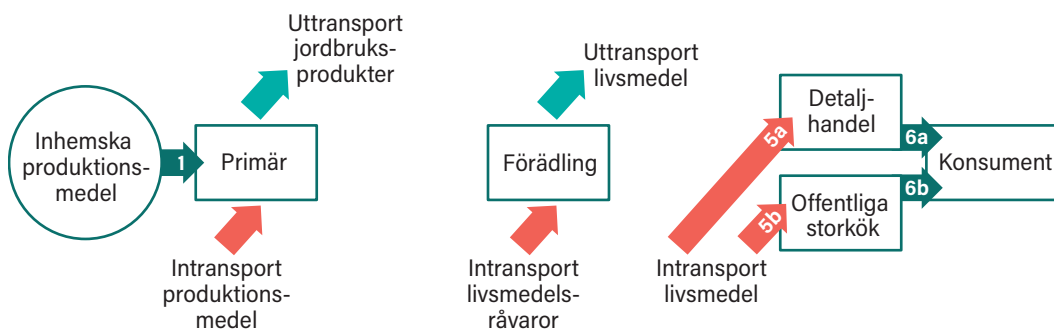 Uttransport
jordbruks-
produkter
Uttransport
livsmedel
Inhemska
produktions-
medel
1
Primär
Förädling
Detalj-
handel
5a
6a
Konsument
5b
6b
Offentliga
storkök
Intransport
produktions-
medel
Intransport
livsmedels-
råvaror
Intransport
livsmedel